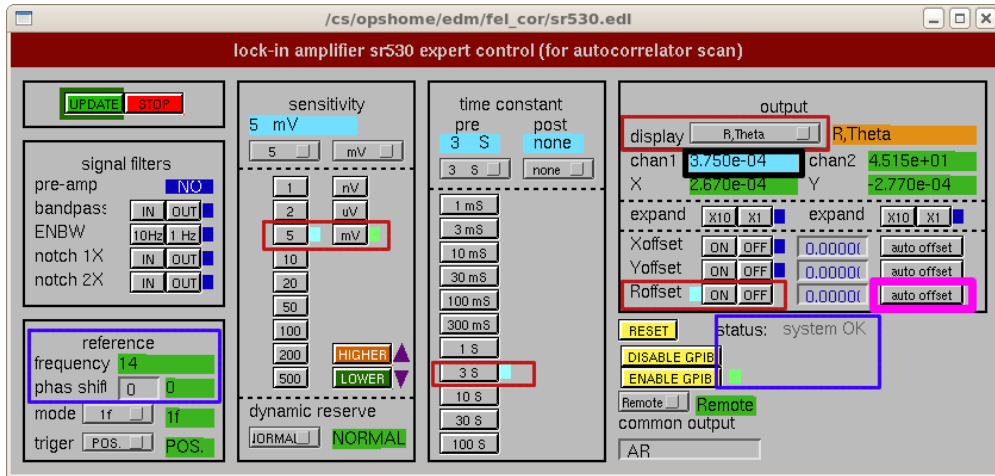 /cs/opshome/edm/fel_cor/sr530.edl
lock-in amplifier sr530 expert control (for autocorrelator scan)
UPDATE STOP
signal filters
pre-amp NO
bandpass IN OUT
ENBW 10Hz 1 Hz
notch 1X IN OUT
notch 2X IN OUT
reference
frequency 14
phas shift 0 0
mode 1f 1f
triger POS. POS.
sensitivity
5 mV
5 mV
1 nV
2 uV
5 mV
10
20
50
100
200 HIGHER
500 LOWER
dynamic reserve
NORMAL
time constant
pre post
3 S none
3 S none
1 mS
3 mS
10 mS
30 mS
100 mS
300 mS
1 S
3 S
10 S
30 S
100 S
output
display R,Theta R,Theta
chan1 3.750e-04 chan2 4.515e+01
X 2.670e-04 Y -2.770e-04
expand X10 X1 expand X10 X1
Xoffset ON OFF 0.0000( auto offset
Yoffset ON OFF 0.0000( auto offset
Roffset ON OFF 0.0000( auto offset
RESET status: system OK
DISABLE GPIB
ENABLE GPIB
Remote Remote
common output
AR